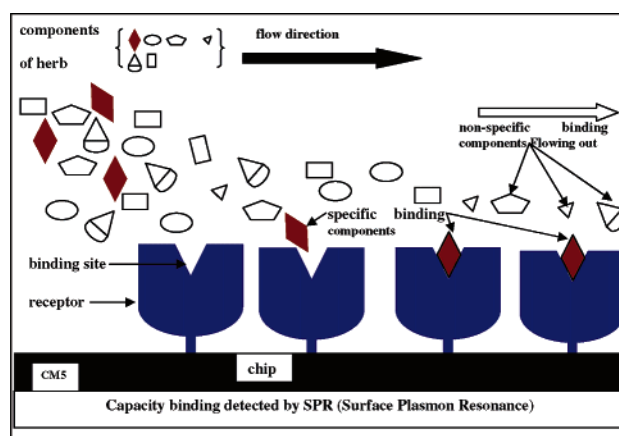 components
of herb
flow direction
non-specific binding
components Flowing out
specific
components
binding
binding site
receptor
chip
CM5
Capacity binding detected by SPR (Surface Plasmon Resonance)